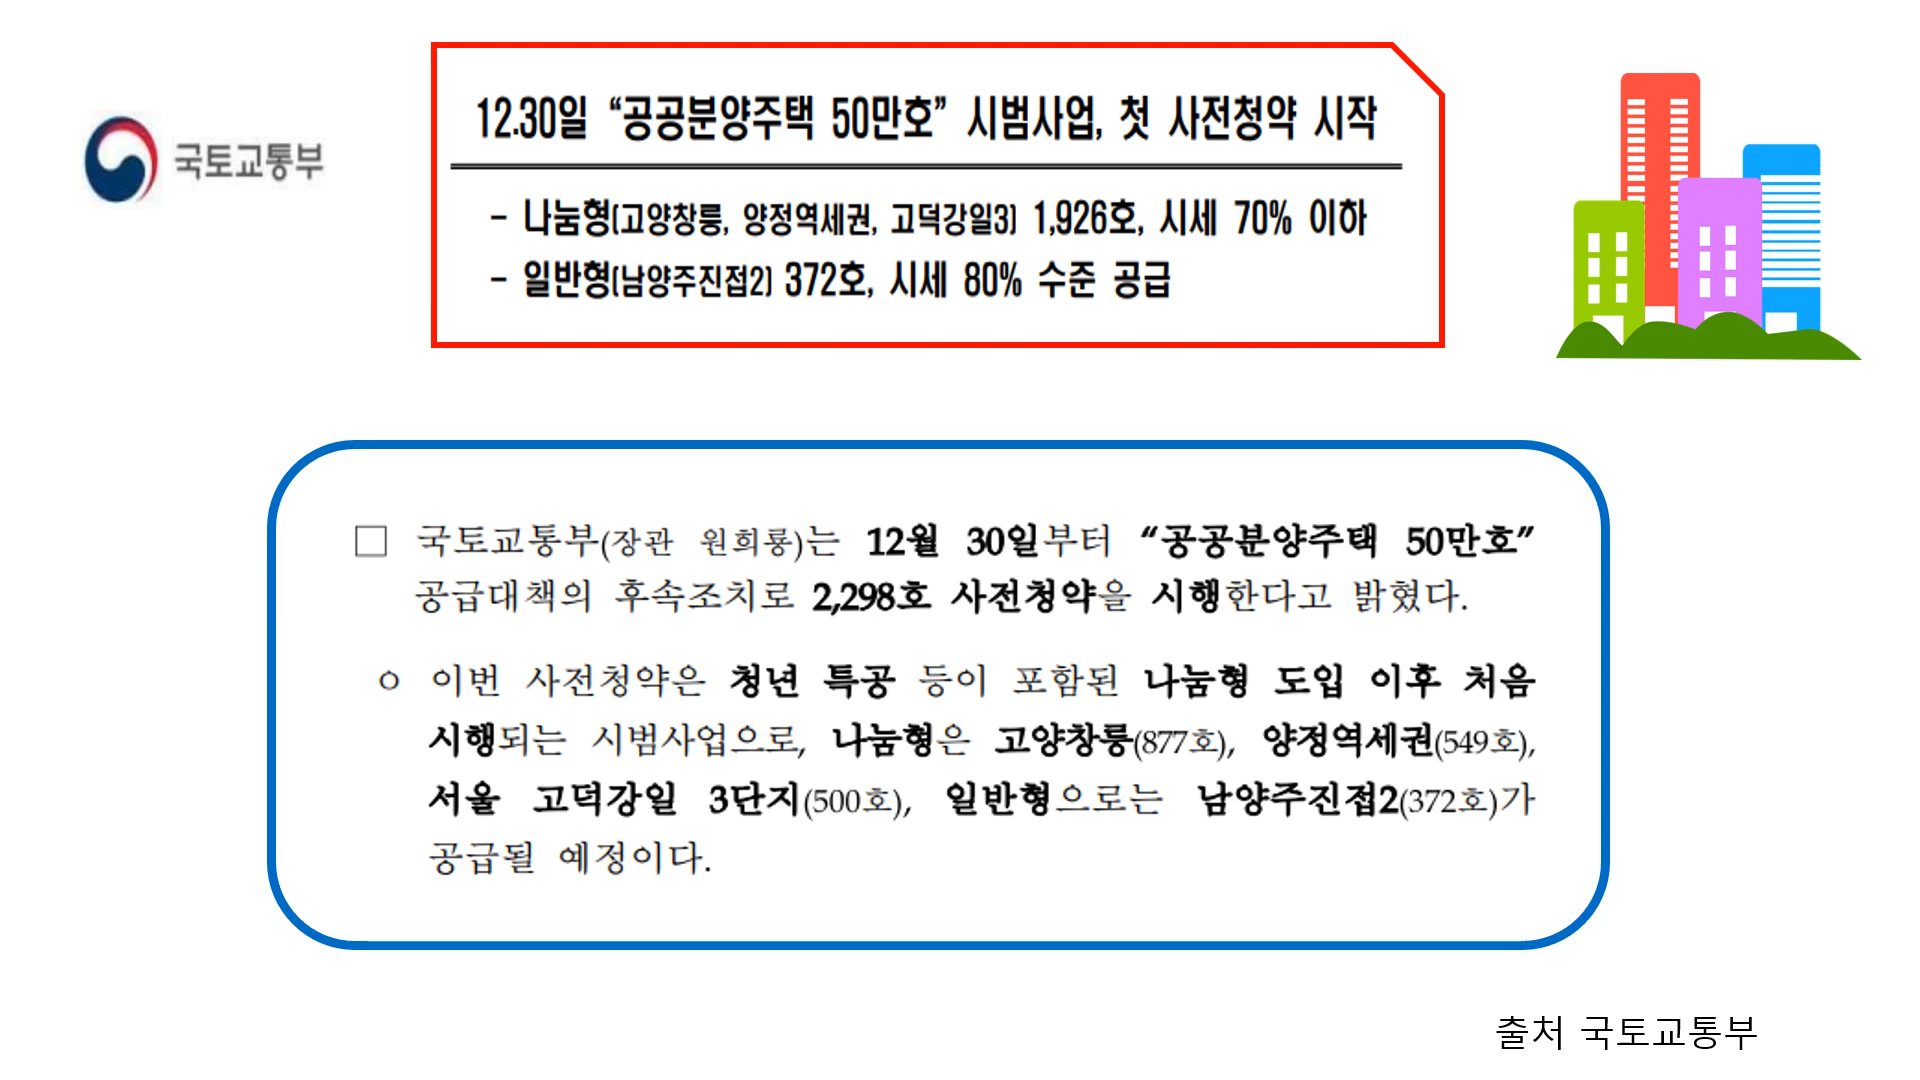 국토교통부
12.30일 “공공분양주택 50만호” 시범사업, 첫 사전청약 시작
- 나눔형(고양창릉, 양정역세권, 고덕강일3) 1,926호, 시세 70% 이하
- 일반형(남양주진접2) 372호, 시세 80% 수준 공급
□ 국토교통부(장관 원희룡)는 12월 30일부터 “공공분양주택 50만호”
공급대책의 후속조치로 2,298호 사전청약을 시행한다고 밝혔다.
ㅇ 이번 사전청약은 청년 특공 등이 포함된 나눔형 도입 이후 처음
시행되는 시범사업으로, 나눔형은 고양창릉(877호), 양정역세권(549호),
서울 고덕강일 3단지(500호), 일반형으로는 남양주진접2(372호)가
공급될 예정이다.
출처 국토교통부